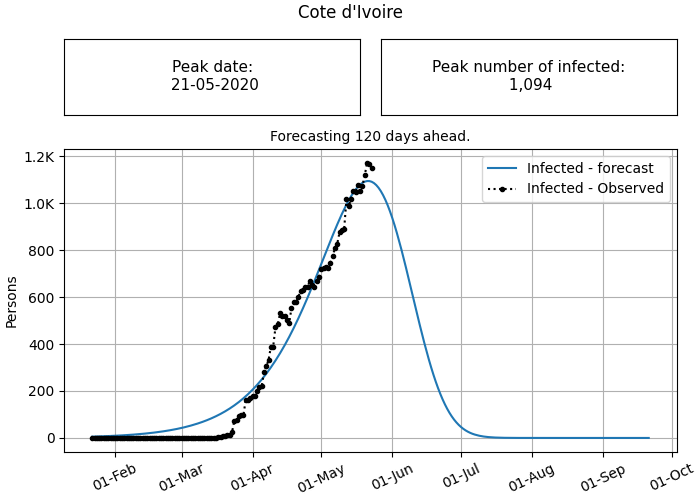 Cote d'Ivoire
Peak date:
21-05-2020
Peak number of infected:
1,094
Forecasting 120 days ahead.
1.2K
1.0K
800
600
400
200
0
Persons
Infected - forecast
Infected - Observed
01-Feb
01-Mar
01-Apr
01-May
01-Jun
01-Jul
01-Aug
01-Sep
01-Oct